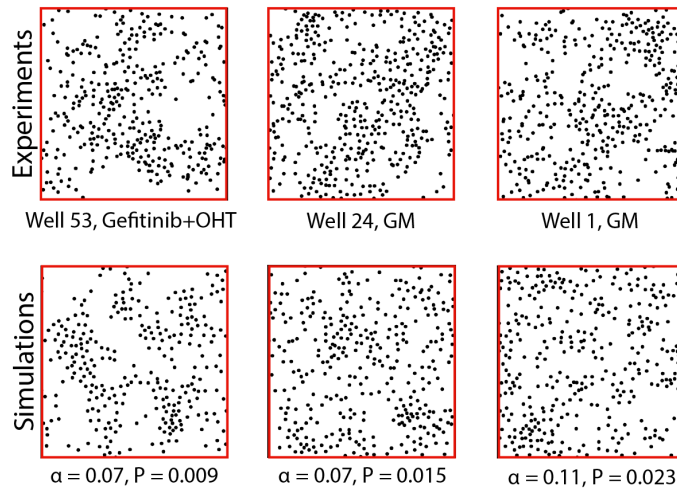 Experiments
Well 53, Gefitinib+OHT
Well 24, GM
Well 1, GM
Simulations
α = 0.07, P = 0.009
α = 0.07, P = 0.015
α = 0.11, P = 0.023